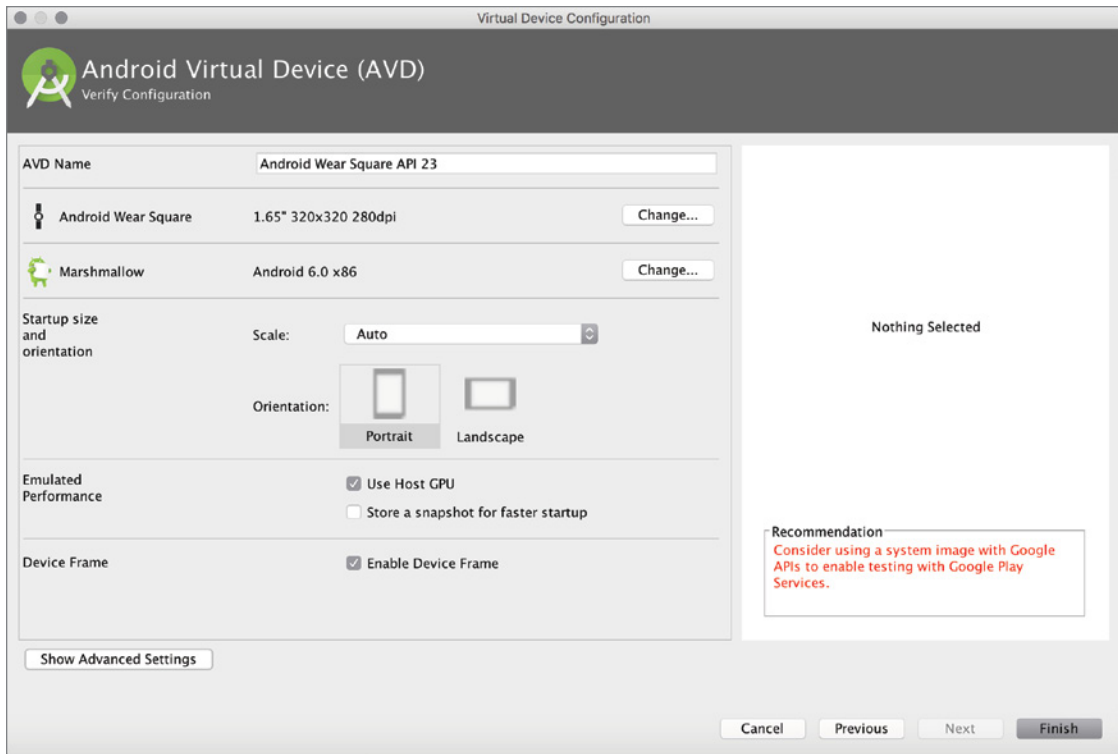 Virtual Device Configuration
Android Virtual Device (AVD)
Verify Configuration
AVD Name
Android Wear Square API 23
Android Wear Square
1.65" 320x320 280dpi
Change...
Marshmallow
Android 6.0 x86
Change...
Startup size
and
orientation
Scale:
Auto
Orientation:
Portrait
Landscape
Emulated
Performance
Use Host GPU
Store a snapshot for faster startup
Device Frame
Enable Device Frame
Nothing Selected
Recommendation
Consider using a system image with Google
APIs to enable testing with Google Play
Services.
Show Advanced Settings
Cancel
Previous
Next
Finish